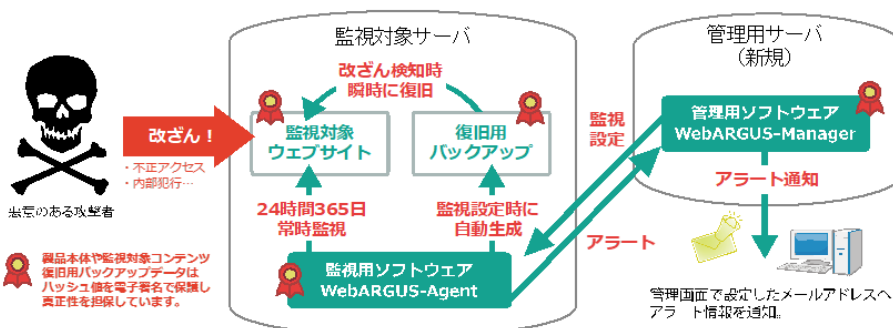 監視対象サーバ
管理用サーバ
(新規)
改ざん検知時
瞬時に復旧
改ざん！
・不正アクセス
・内部犯行…
悪意のある攻撃者
監視対象
ウェブサイト
復旧用
バックアップ
監視
設定
管理用ソフトウェア
WebARGUS-Manager
24時間365日
常時監視
監視設定時に
自動生成
アラート
アラート通知
監視用ソフトウェア
WebARGUS-Agent
製品本体や監視対象コンテンツ
復旧用バックアップデータは
ハッシュ値を電子署名で保護し
真正性を担保しています。
管理画面で設定したメールアドレスへ
アラート情報を通知。